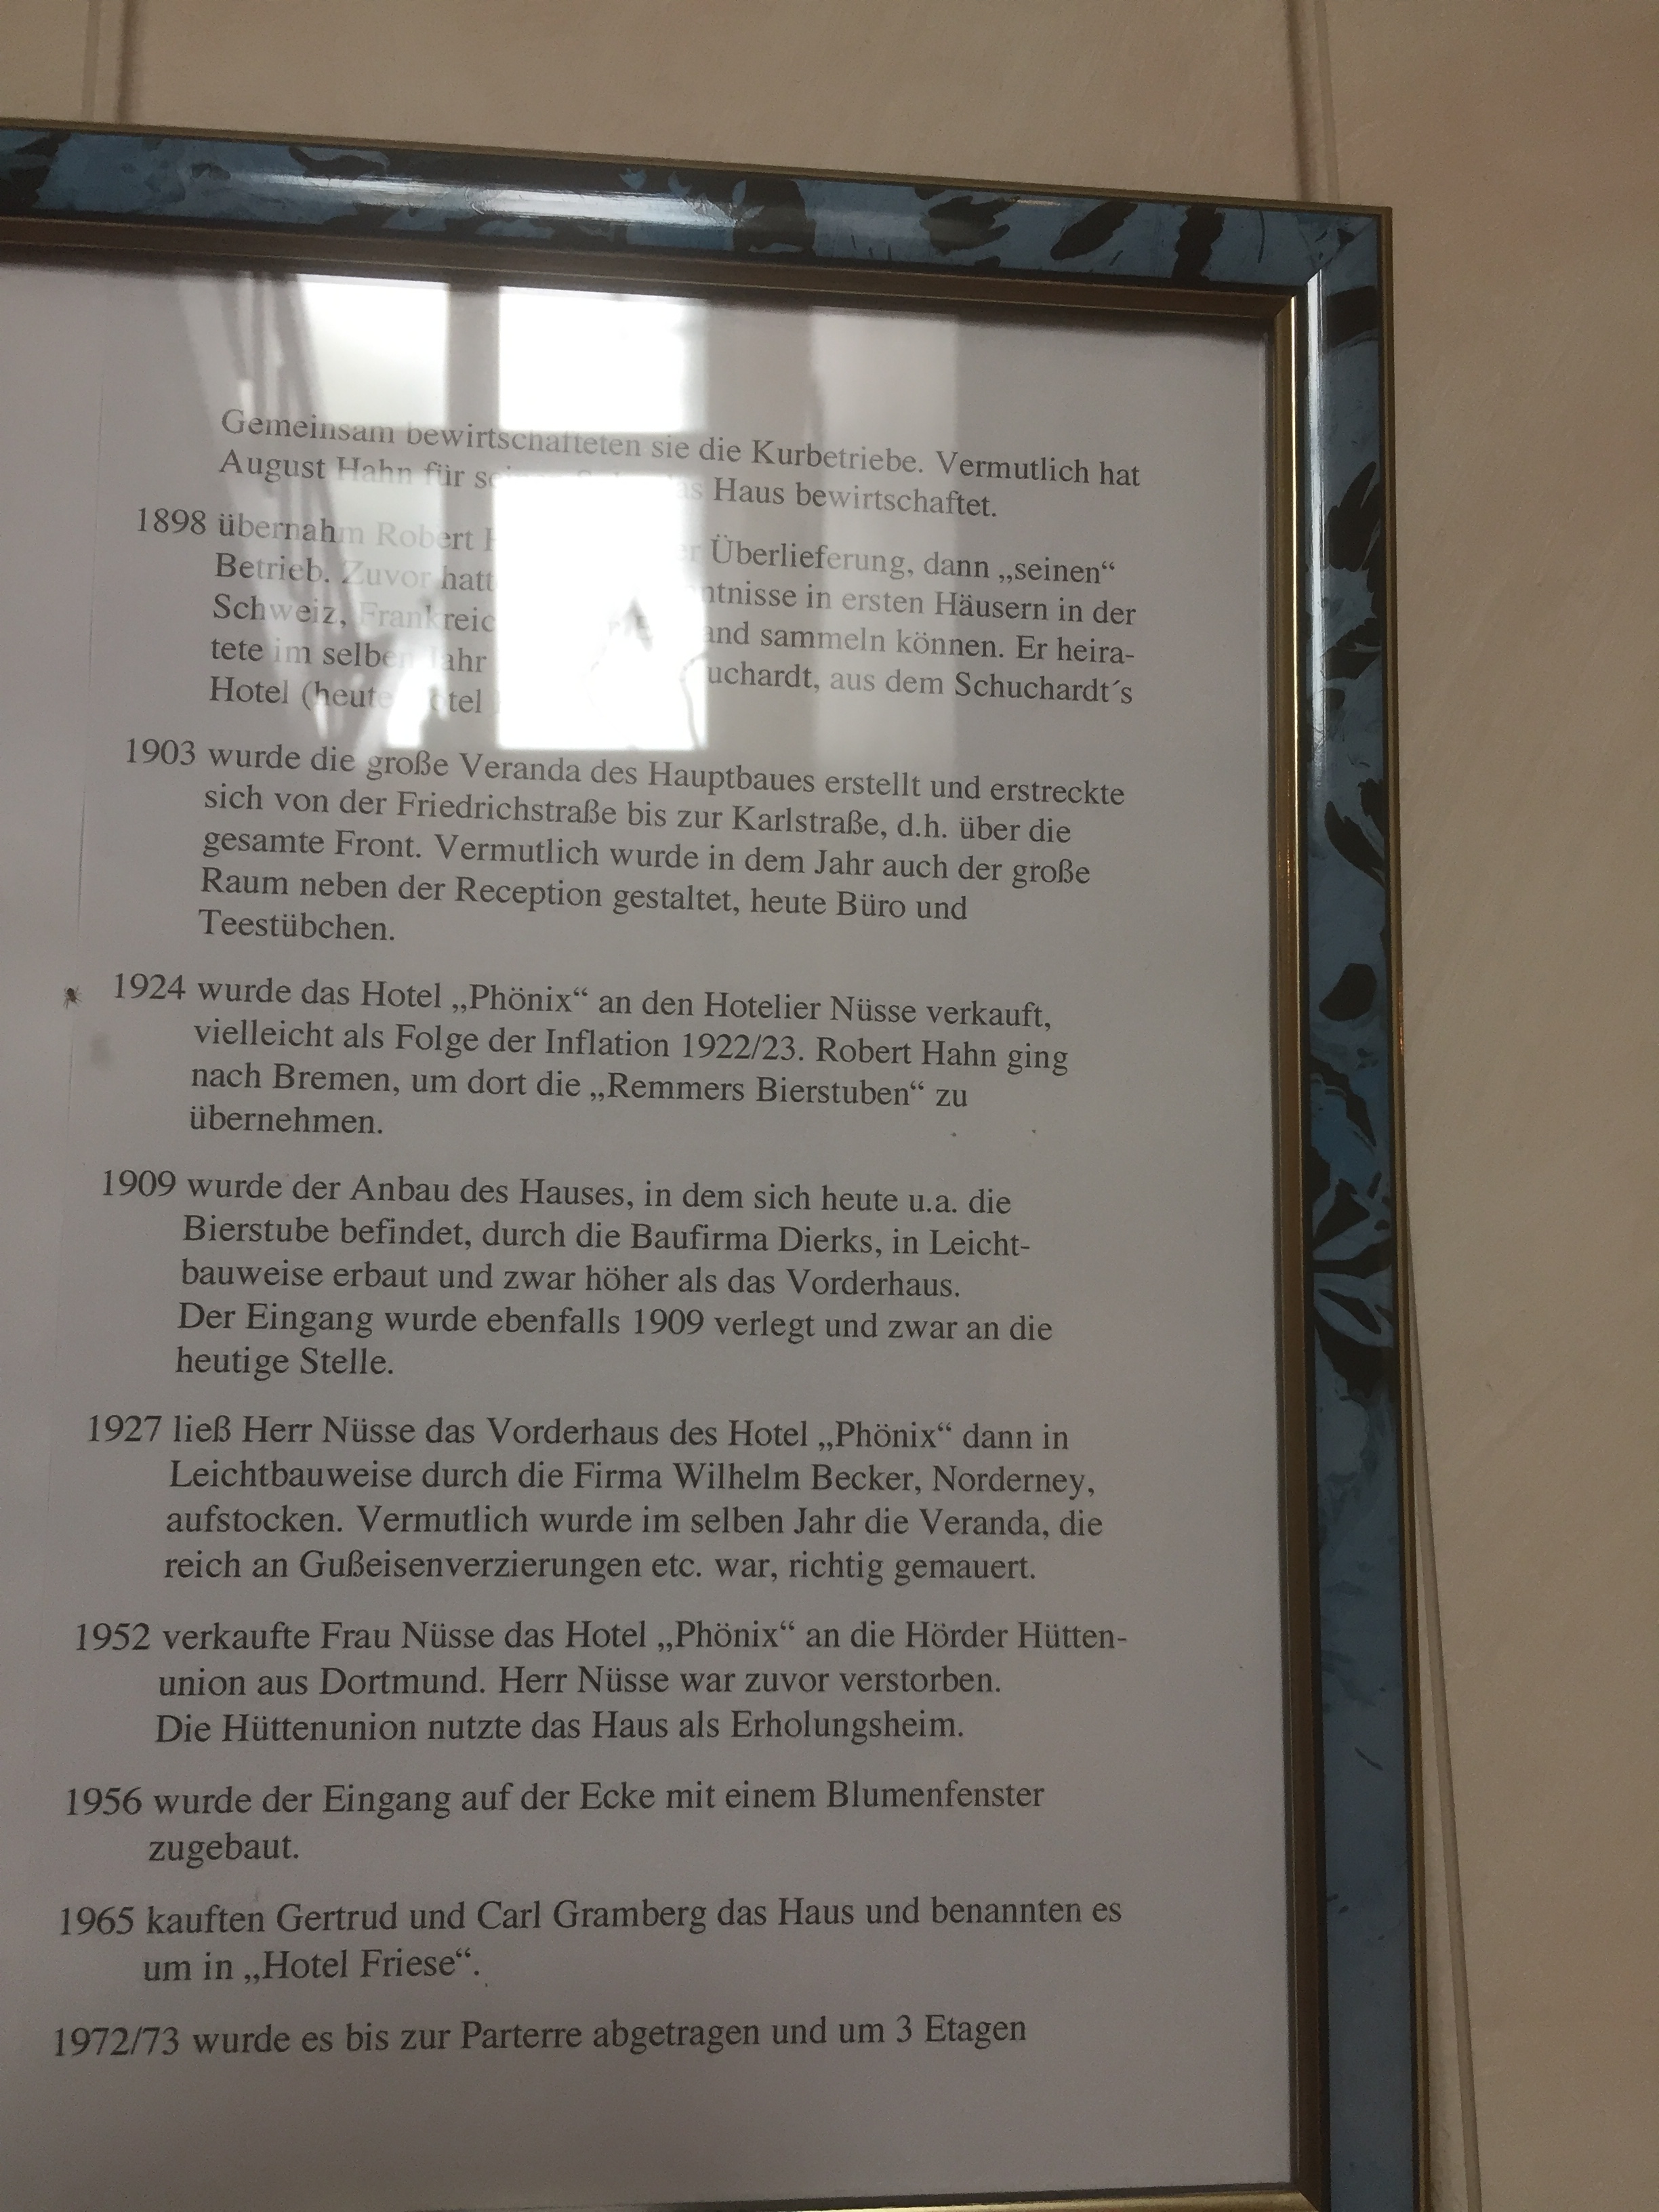 Gemeinsam bewirtschafteten sie die Kurbetriebe. Vermutlich hat
August Hahn für das Haus bewirtschaftet.
1898 übernahm Robert Überlieferung, dann „seinen“
Betrieb. Zuvor in ersten Häusern in der
Schweiz, sammeln können. Er heira-
tete im selben Jahr aus dem Schuchardt´s
Hotel (heute Hotel
1903 wurde die große Veranda des Hauptbaues erstellt und erstreckte
sich von der Friedrichstraße bis zur Karlstraße, d.h. über die
gesamte Front. Vermutlich wurde in dem Jahr auch der große
Raum neben der Reception gestaltet, heute Büro und
Teestübchen.
1924 wurde das Hotel „Phönix“ an den Hotelier Nüsse verkauft,
vielleicht als Folge der Inflation 1922/23. Robert Hahn ging
nach Bremen, um dort die „Remmers Bierstuben“ zu
übernehmen.
1909 wurde der Anbau des Hauses, in dem sich heute u.a. die
Bierstube befindet, durch die Baufirma Dierks, in Leicht-
bauweise erbaut und zwar höher als das Vorderhaus.
Der Eingang wurde ebenfalls 1909 verlegt und zwar an die
heutige Stelle.
1927 ließ Herr Nüsse das Vorderhaus des Hotel „Phönix“ dann in
Leichtbauweise durch die Firma Wilhelm Becker, Norderney,
aufstocken. Vermutlich wurde im selben Jahr die Veranda, die
reich an Gußeisenverzierungen etc. war, richtig gemauert.
1952 verkaufte Frau Nüsse das Hotel „Phönix“ an die Hörder Hütten-
union aus Dortmund. Herr Nüsse war zuvor verstorben.
Die Hüttenunion nutzte das Haus als Erholungsheim.
1956 wurde der Eingang auf der Ecke mit einem Blumenfenster
zugebaut.
1965 kauften Gertrud und Carl Gramberg das Haus und benannten es
um in „Hotel Friese“.
1972/73 wurde es bis zur Parterre abgetragen und um 3 Etagen